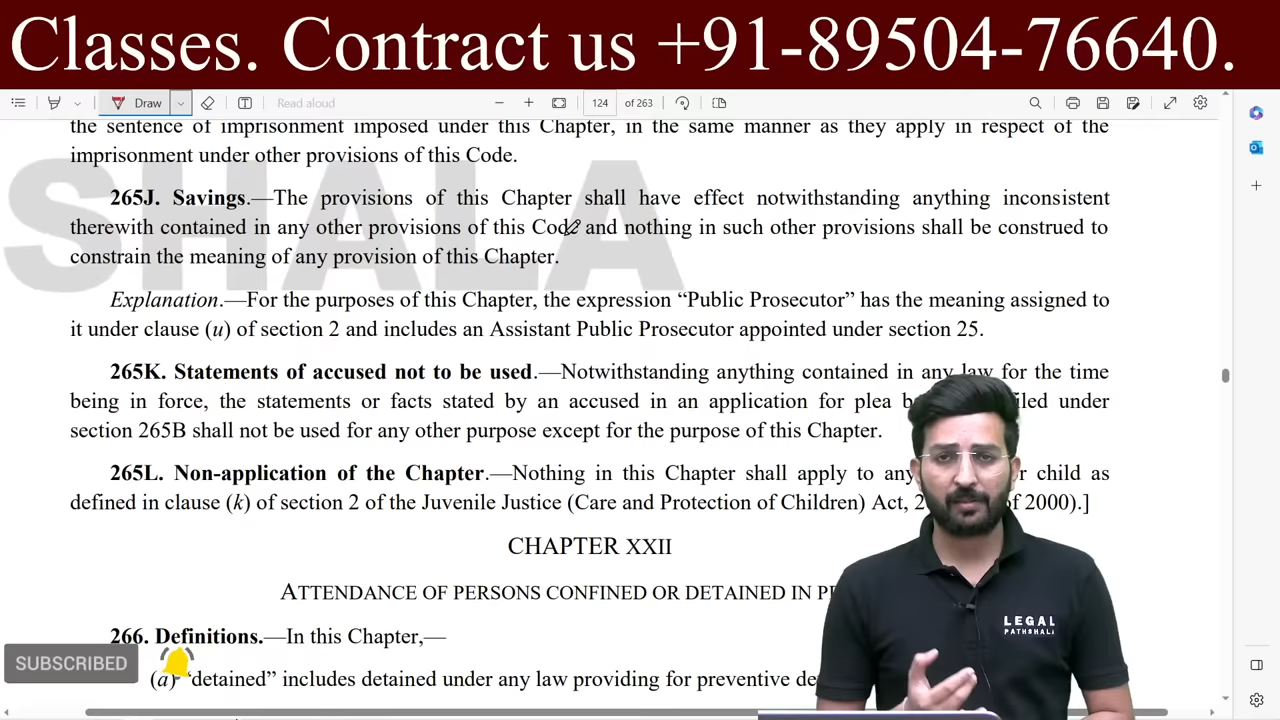 Classes. Contract us +91-89504-76640.
Draw
Read aloud
124 of 263
the sentence of imprisonment imposed under this Chapter, in the same manner as they apply in respect of the
imprisonment under other provisions of this Code.
SHALA
265J. Savings.—The provisions of this Chapter shall have effect notwithstanding anything inconsistent
therewith contained in any other provisions of this Code and nothing in such other provisions shall be construed to
constrain the meaning of any provision of this Chapter.
Explanation.—For the purposes of this Chapter, the expression “Public Prosecutor” has the meaning assigned to
it under clause (u) of section 2 and includes an Assistant Public Prosecutor appointed under section 25.
265K. Statements of accused not to be used.—Notwithstanding anything contained in any law for the time
being in force, the statements or facts stated by an accused in an application for plea under
section 265B shall not be used for any other purpose except for the purpose of this Chapter.
265L. Non-application of the Chapter.—Nothing in this Chapter shall apply to any child as
defined in clause (k) of section 2 of the Juvenile Justice (Care and Protection of Children) Act, of 2000).]
CHAPTER XXII
ATTENDANCE OF PERSONS CONFINED OR DETAINED IN
266. Definitions.—In this Chapter,—
(a) “detained” includes detained under any law providing for preventive
LEGAL
PATHSHALA
SUBSCRIBED